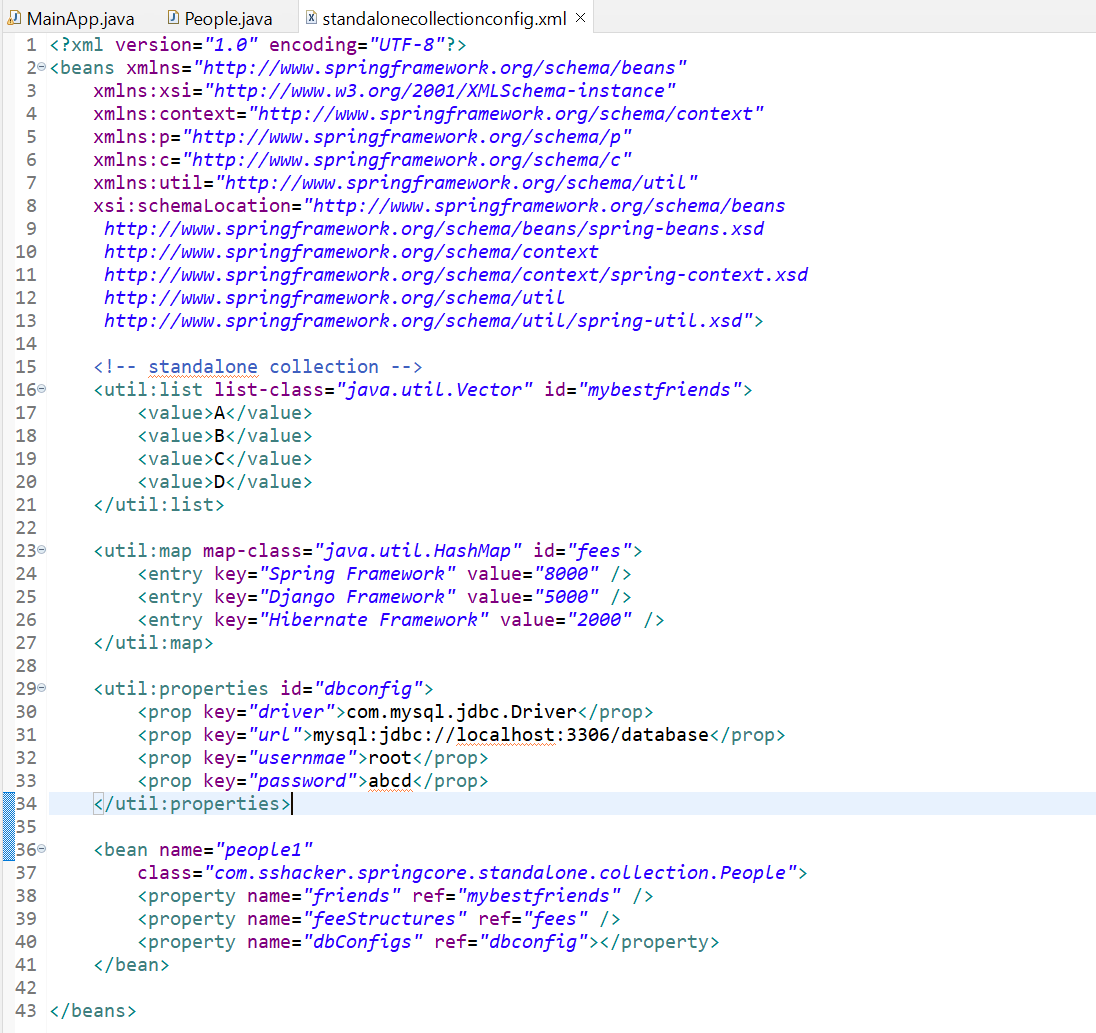 MainApp.java People.java standalonecollectionconfig.xml
1 <?xml version="1.0" encoding="UTF-8"?>
2 <beans xmlns="http://www.springframework.org/schema/beans"
3 xmlns:xsi="http://www.w3.org/2001/XMLSchema-instance"
4 xmlns:context="http://www.springframework.org/schema/context"
5 xmlns:p="http://www.springframework.org/schema/p"
6 xmlns:c="http://www.springframework.org/schema/c"
7 xmlns:util="http://www.springframework.org/schema/util"
8 xsi:schemaLocation="http://www.springframework.org/schema/beans
9 http://www.springframework.org/schema/beans/spring-beans.xsd
10 http://www.springframework.org/schema/context
11 http://www.springframework.org/schema/context/spring-context.xsd
12 http://www.springframework.org/schema/util
13 http://www.springframework.org/schema/util/spring-util.xsd">
14
15 <!-- standalone collection -->
16 <util:list list-class="java.util.Vector" id="mybestfriends">
17 <value>A</value>
18 <value>B</value>
19 <value>C</value>
20 <value>D</value>
21 </util:list>
22
23 <util:map map-class="java.util.HashMap" id="fees">
24 <entry key="Spring Framework" value="8000" />
25 <entry key="Django Framework" value="5000" />
26 <entry key="Hibernate Framework" value="2000" />
27 </util:map>
28
29 <util:properties id="dbconfig">
30 <prop key="driver">com.mysql.jdbc.Driver</prop>
31 <prop key="url">mysql:jdbc://localhost:3306/database</prop>
32 <prop key="usernmae">root</prop>
33 <prop key="password">abcd</prop>
34 </util:properties>
35
36 <bean name="people1"
37 class="com.sshacker.springcore.standalone.collection.People">
38 <property name="friends" ref="mybestfriends" />
39 <property name="feeStructures" ref="fees" />
40 <property name="dbConfigs" ref="dbconfig"></property>
41 </bean>
42
43 </beans>